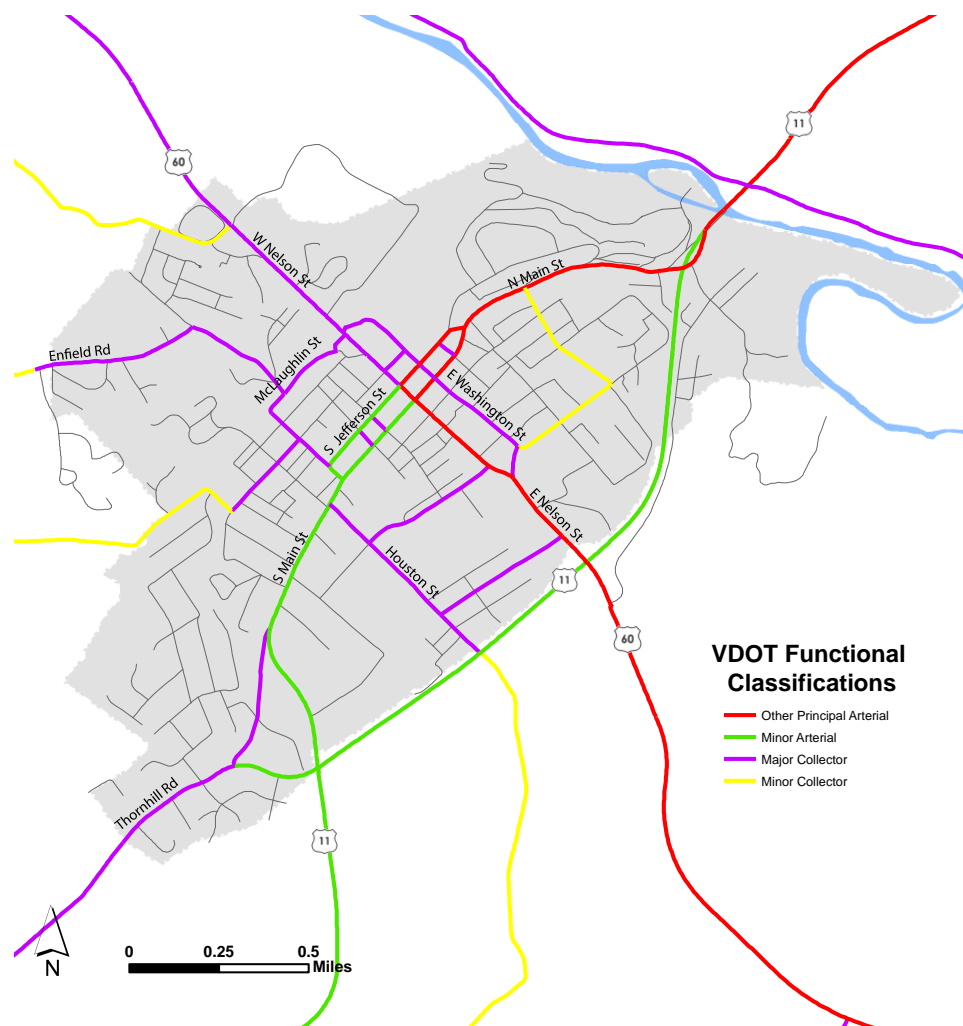 11
60
W Nelson St
N Main St
Enfield Rd
McLaughlin St
S Jefferson St
E Washington St
E Nelson St
S Main St
Houston St
11
60
VDOT Functional
Classifications
Other Principal Arterial
Minor Arterial
Major Collector
Minor Collector
Thornhill Rd
11
N
0 0.25 0.5
Miles